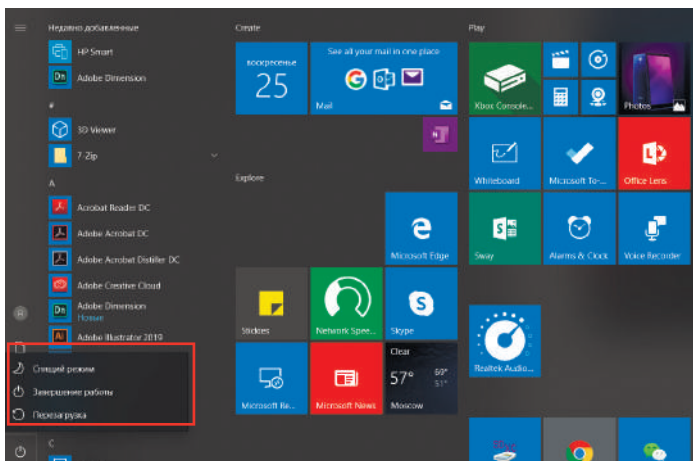 Недавно добавленные
HP Smart
Adobe Dimension
#
3D Viewer
7-Zip
A
Acrobat Reader DC
Adobe Acrobat DC
Adobe Acrobat Distiller DC
Adobe Creative Cloud
Adobe Dimension
Новые
Adobe Illustrator 2019
Спящий режим
Завершение работы
Перезагрузка
C
Create
воскресенье
25
See all your mail in one place
Mail
Explore
Microsoft Edge
Stickies
Network Spee...
Skype
Microsoft Re...
Microsoft News
Clear
57°
60°
51°
Moscow
Play
Xbox Console...
Photos
Whiteboard
Microsoft To-...
Office Lens
Sway
Alarms & Clock
Voice Recorder
Realtek Audio...